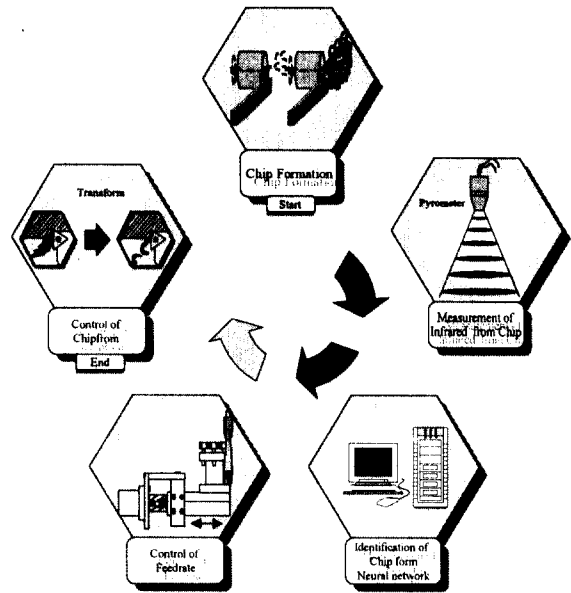 Chip Formation
Start
Pyrometer
Measurement of
Infrared from Chip
Identification of
Chip form
Neural network
Control of
Feedrate
Transform
Control of
Chipfrom
End